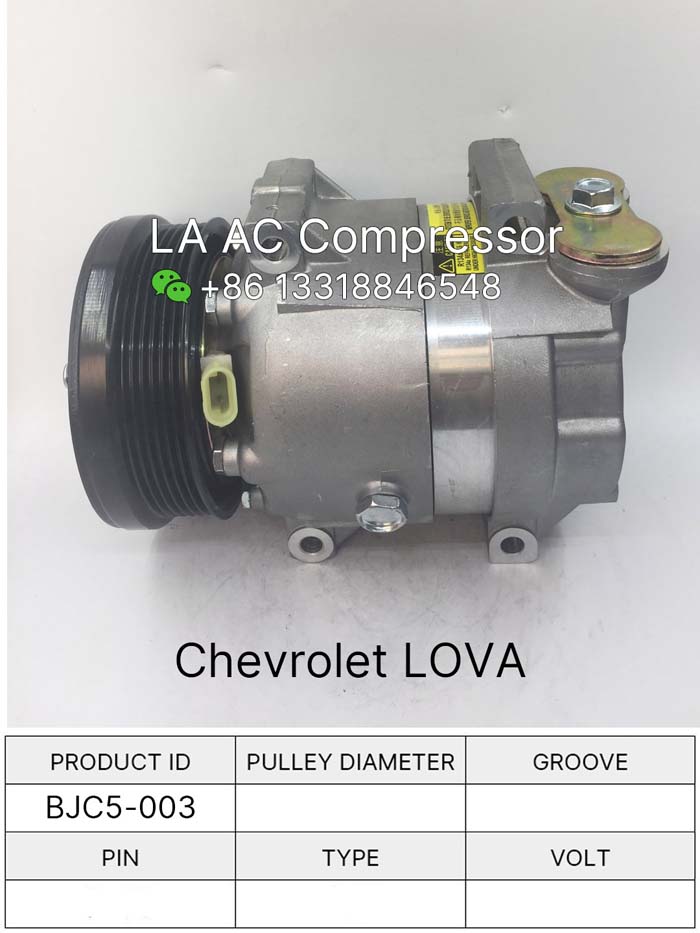 LA AC Compressor
+86 13318846548
Chevrolet LOVA
PRODUCT ID PULLEY DIAMETER GROOVE
BJC5-003
PIN TYPE VOLT